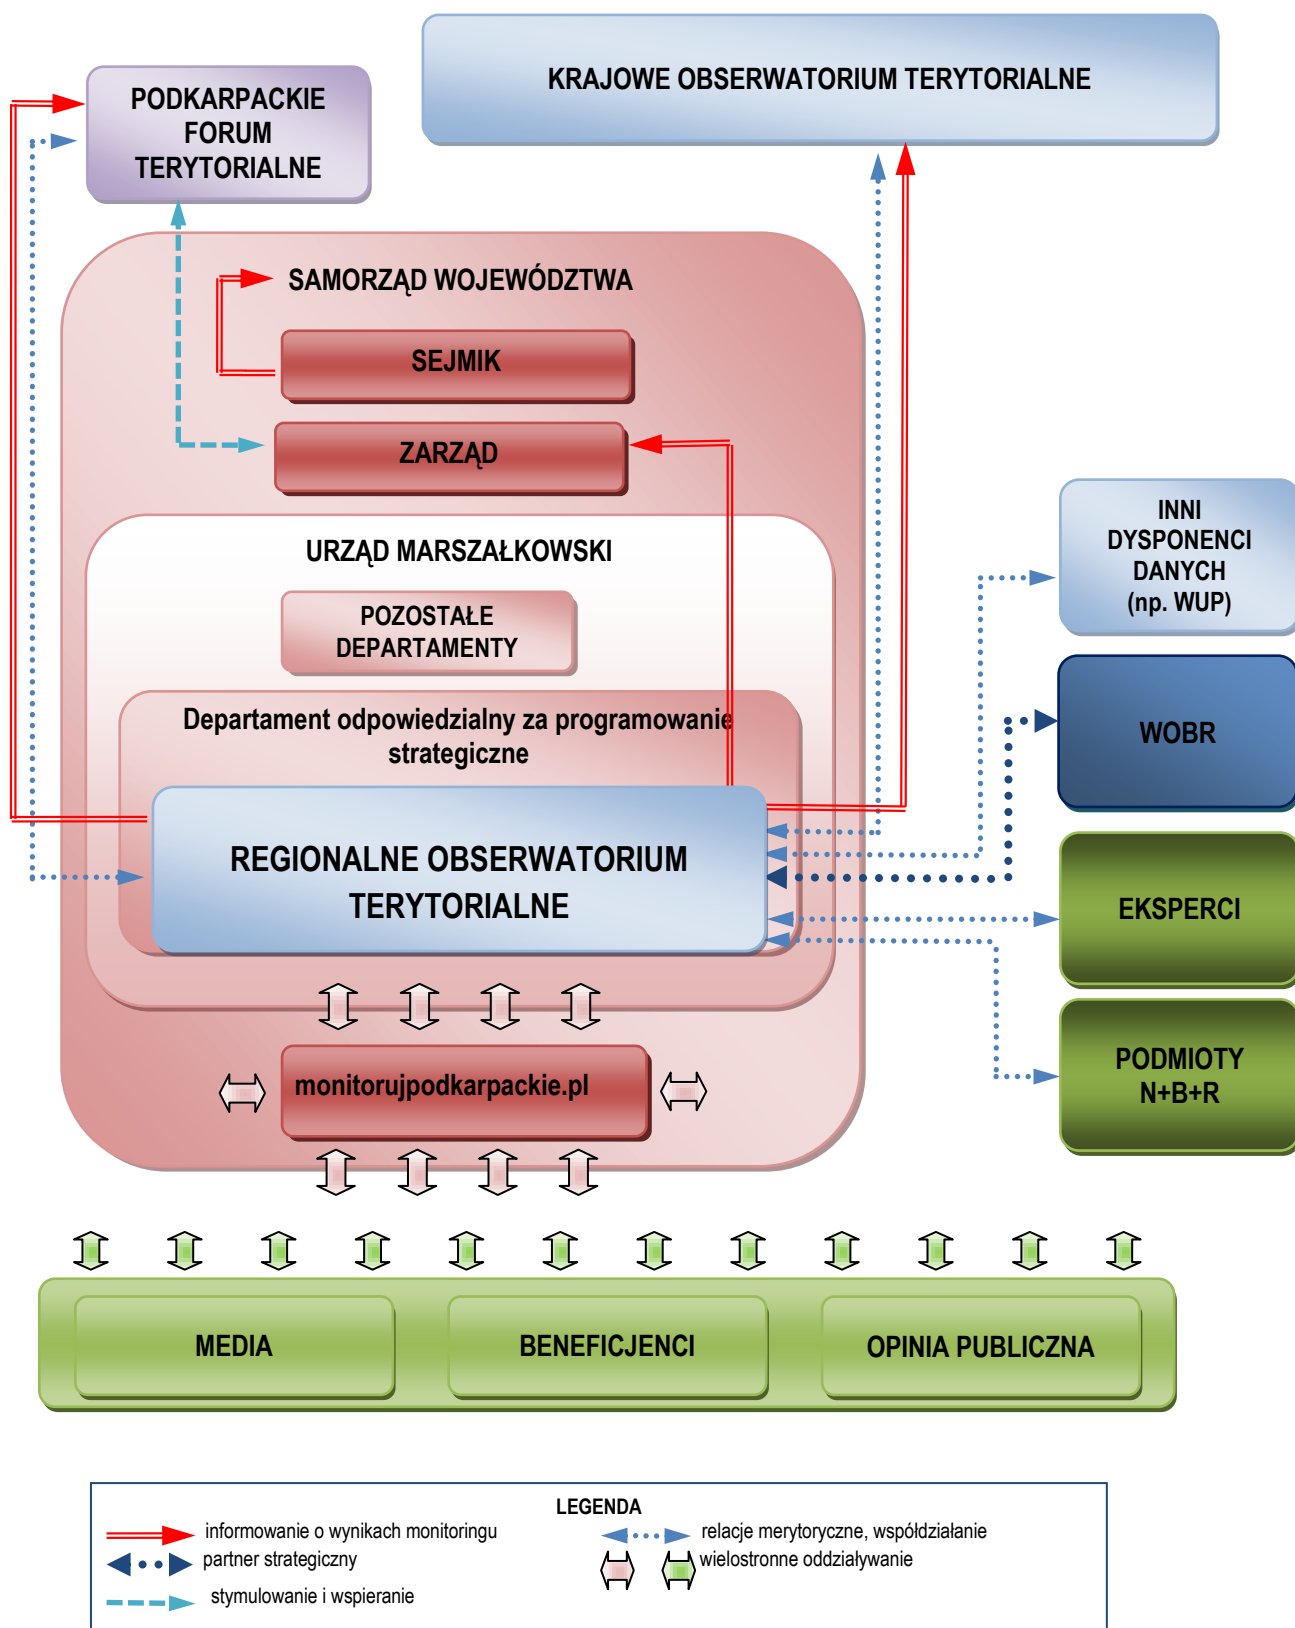 KRAJOWE OBSERWATORIUM TERYTORIALNE
PODKARPACKIE
FORUM
TERYTORIALNE
SAMORZĄD WOJEWÓDZTWA
SEJMIK
ZARZĄD
URZĄD MARSZAŁKOWSKI
POZOSTAŁE
DEPARTAMENTY
Departament odpowiedzialny za programowanie
strategiczne
REGIONALNE OBSERWATORIUM
TERYTORIALNE
INNI
DYSPONENCI
DANYCH
(np. WUP)
WOBR
EKSPERCI
PODMIOTY
N+B+R
monitorujpodkarpackie.pl
MEDIA
BENEFICJENCI
OPINIA PUBLICZNA
LEGENDA
informowanie o wynikach monitoringu
partner strategiczny
stymulowanie i wspieranie
relacje merytoryczne, współdziałanie
wielostronne oddziaływanie